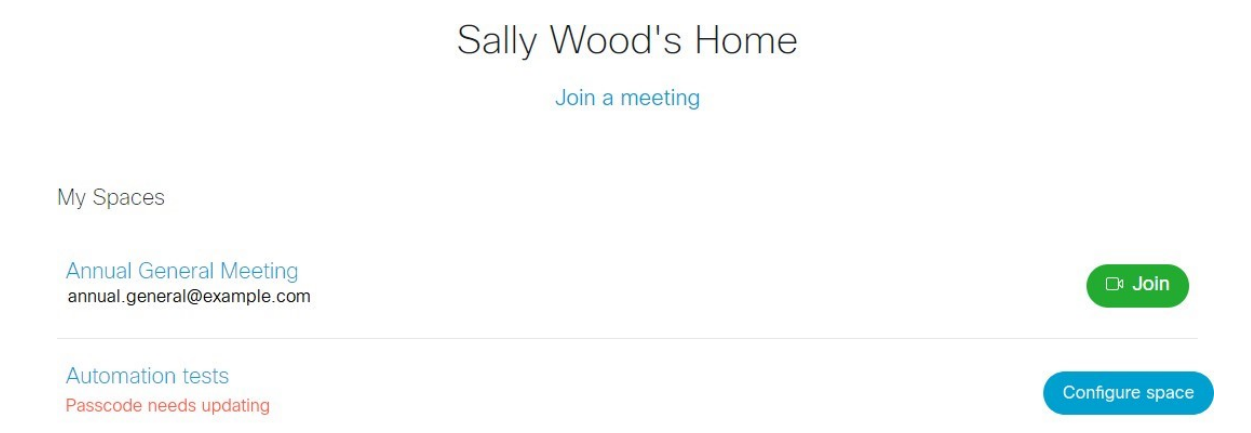 Sally Wood's Home
Join a meeting
My Spaces
Annual General Meeting
annual.general@example.com
Join
Automation tests
Passcode needs updating
Configure space